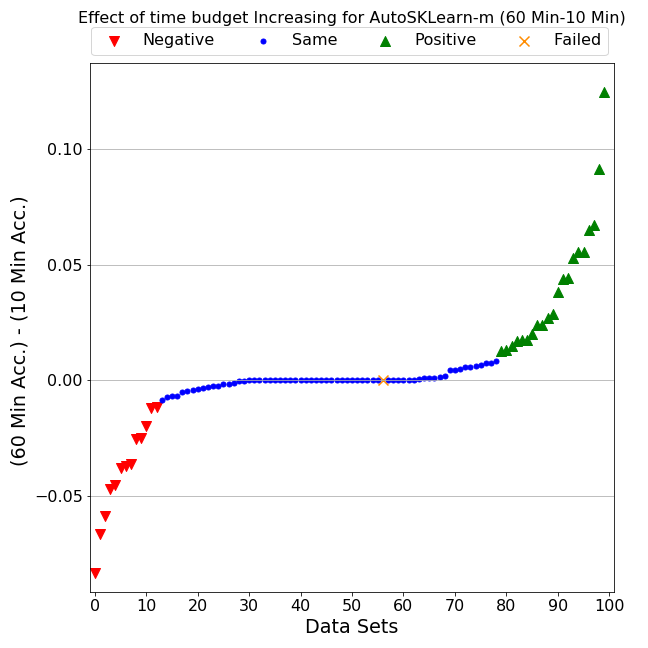 Effect of time budget Increasing for AutoSKLearn-m (60 Min-10 Min)
Negative Same Positive Failed
(60 Min Acc.) - (10 Min Acc.)
0.10
0.05
0.00
−0.05
0 10 20 30 40 50 60 70 80 90 100
Data Sets